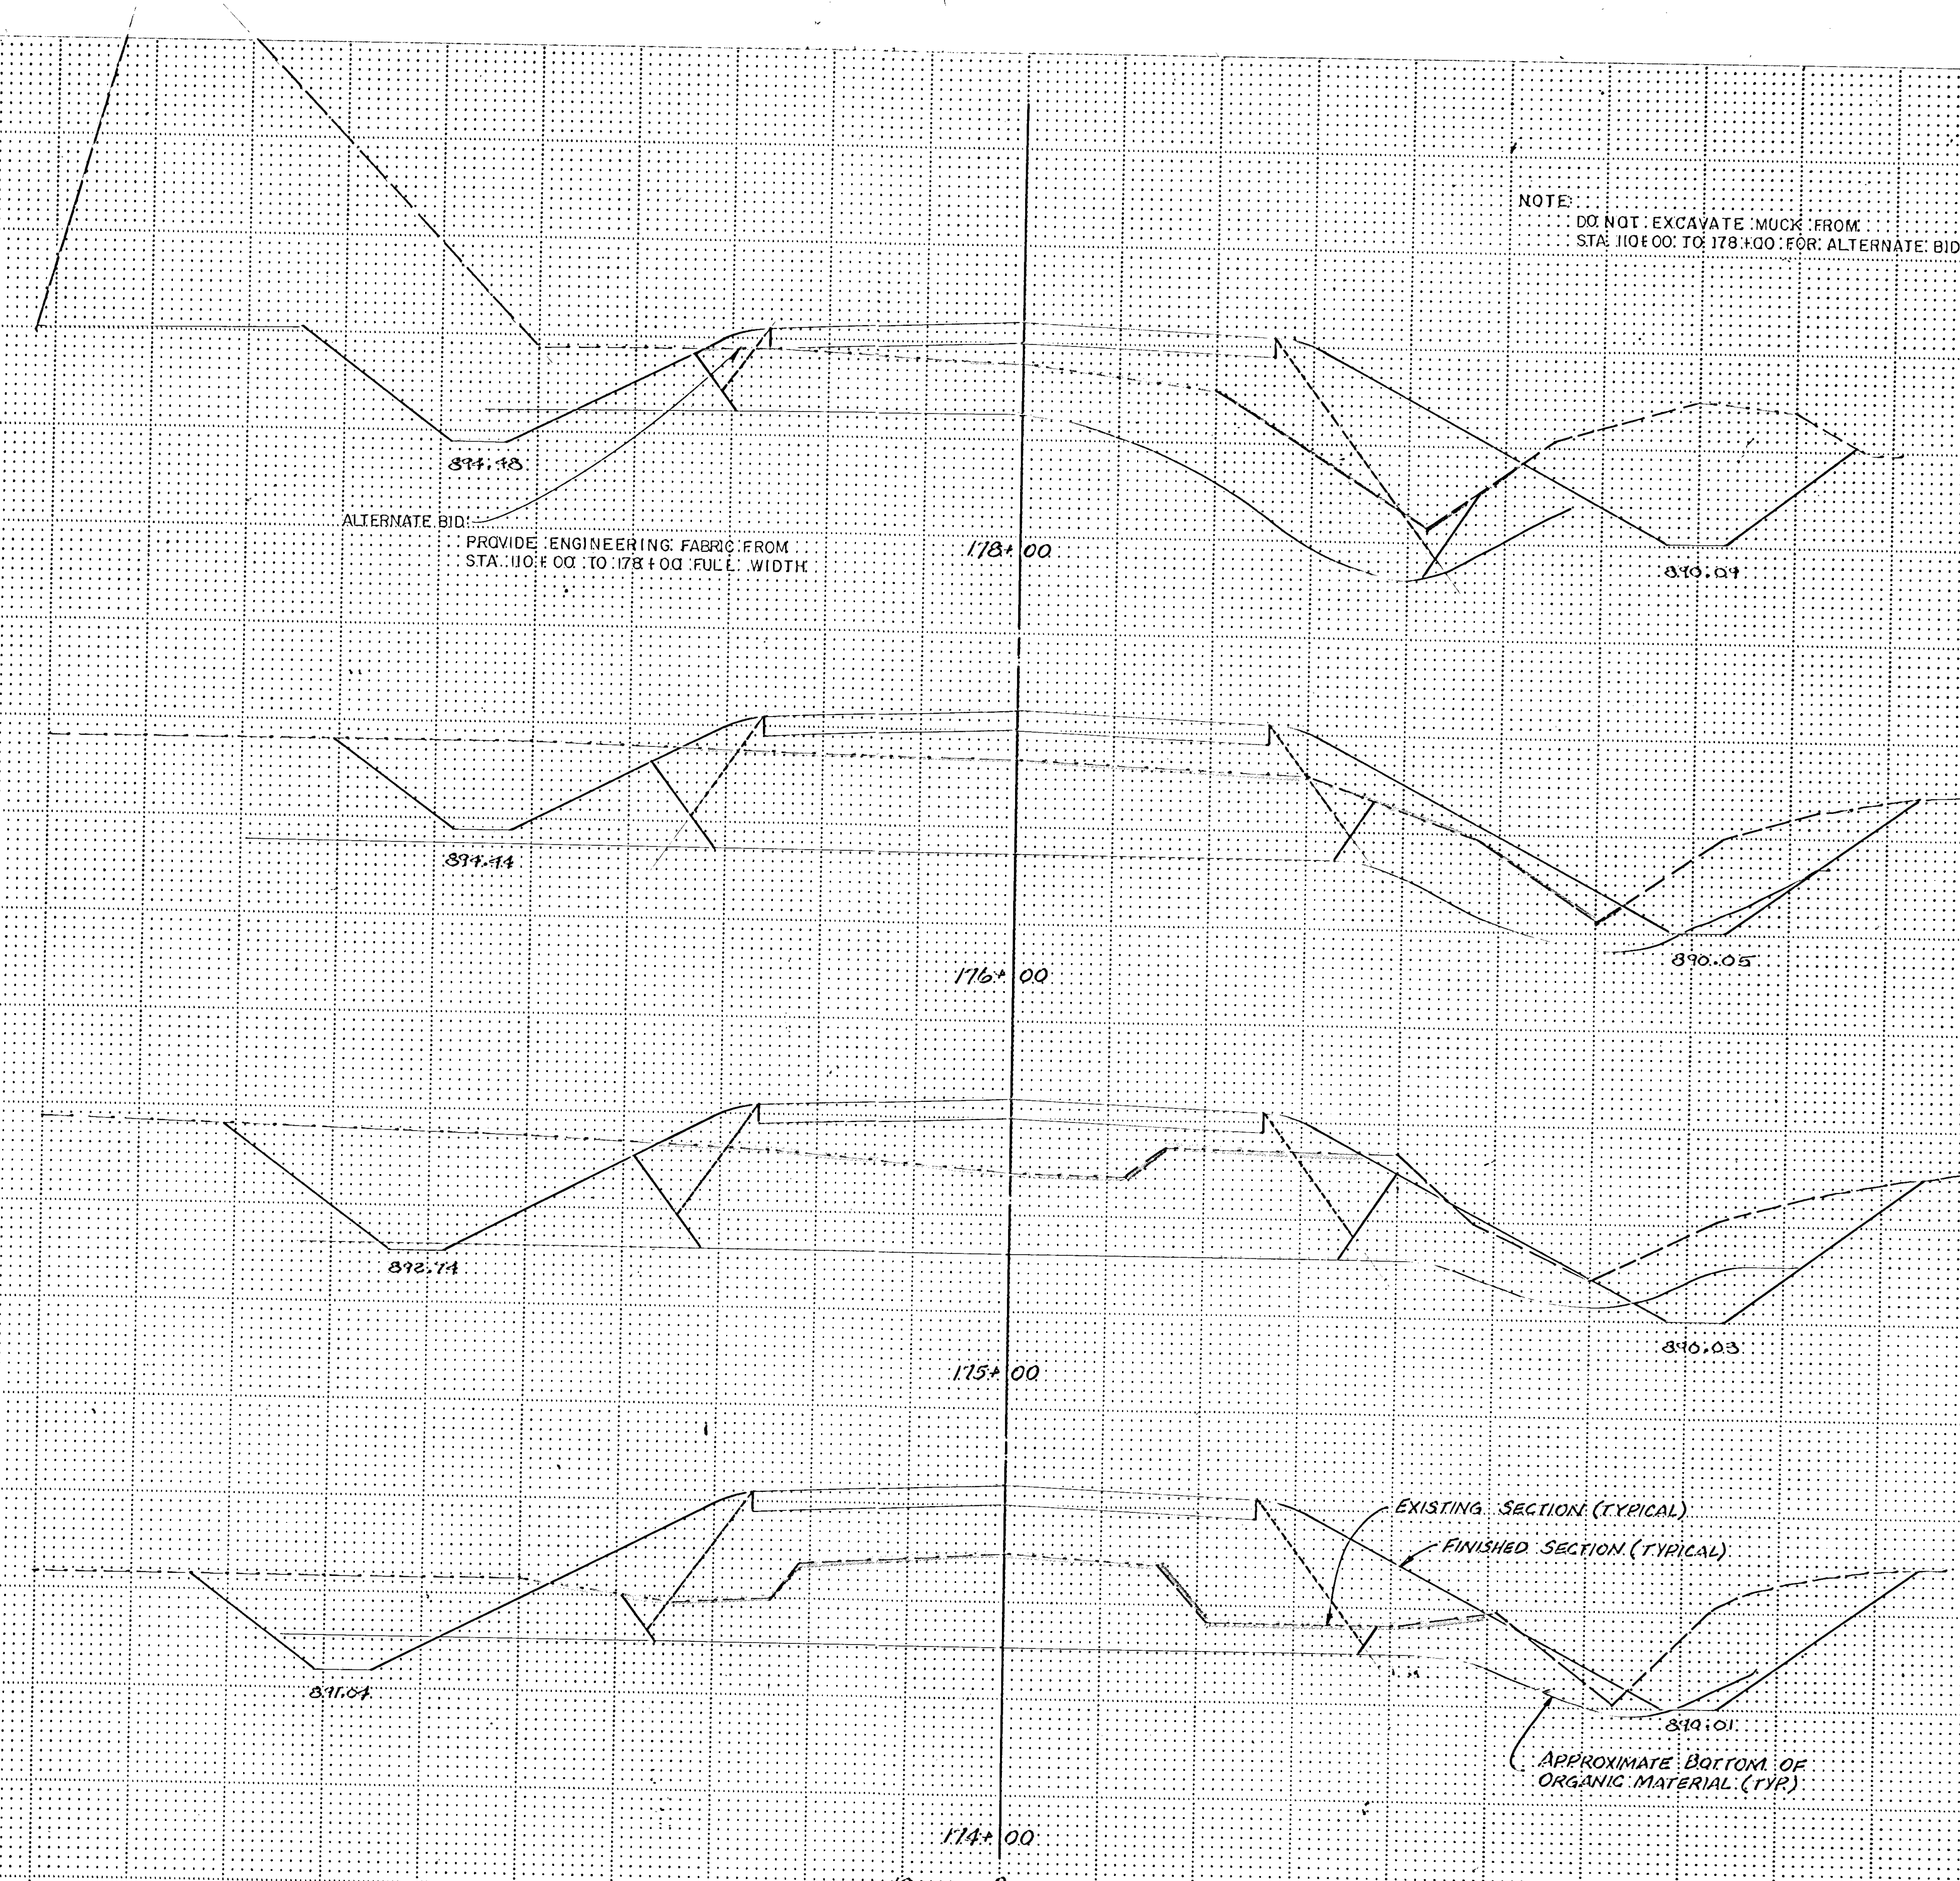 NOTE:
DO NOT EXCAVATE MUCK FROM
STA. 110+00 TO 178+00 FOR ALTERNATE BID
894.48
ALTERNATE BID:
PROVIDE ENGINEERING FABRIC FROM
STA. 110+00 TO 178+00 FULL WIDTH
178+00
890.09
894.44
176+00
890.05
892.74
175+00
890.03
EXISTING SECTION (TYPICAL)
FINISHED SECTION (TYPICAL)
891.04
890.01
APPROXIMATE BOTTOM OF
ORGANIC MATERIAL (TYP.)
174+00